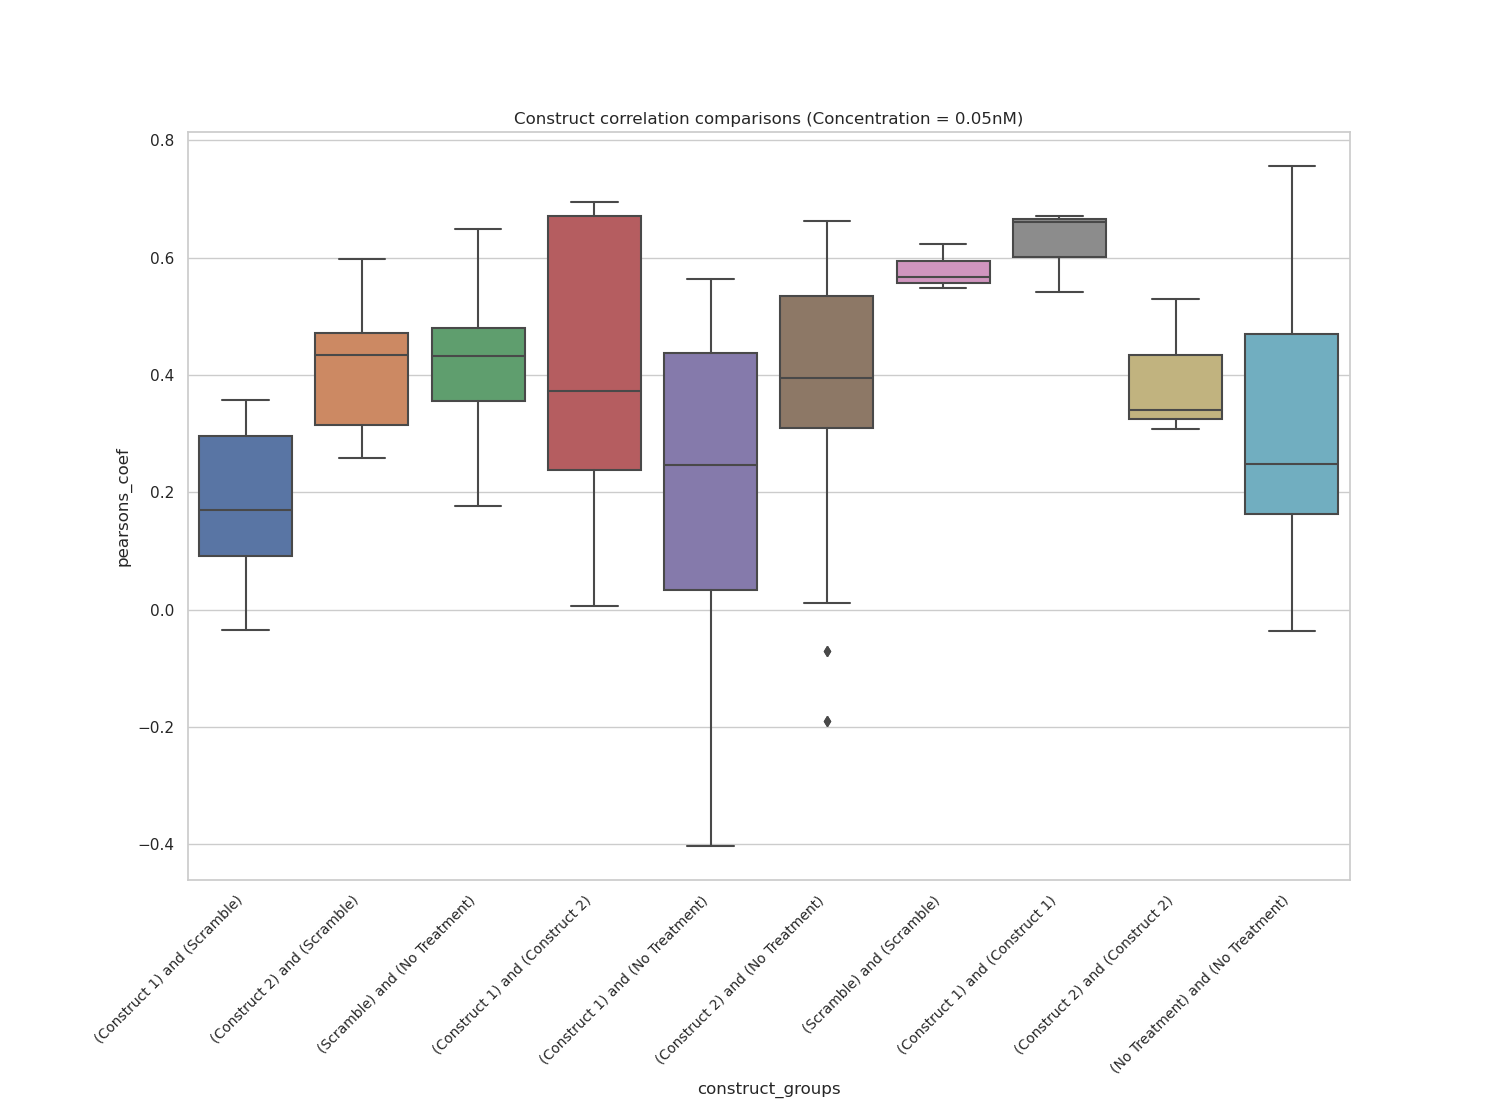 Construct correlation comparisons (Concentration = 0.05nM)
0.8
0.6
0.4
0.2
0.0
−0.2
−0.4
pearsons_coef
(Construct 1) and (Scramble)
(Construct 2) and (Scramble)
(Scramble) and (No Treatment)
(Construct 1) and (Construct 2)
(Construct 1) and (No Treatment)
(Construct 2) and (No Treatment)
(Scramble) and (Scramble)
(Construct 1) and (Construct 1)
(Construct 2) and (Construct 2)
(No Treatment) and (No Treatment)
construct_groups